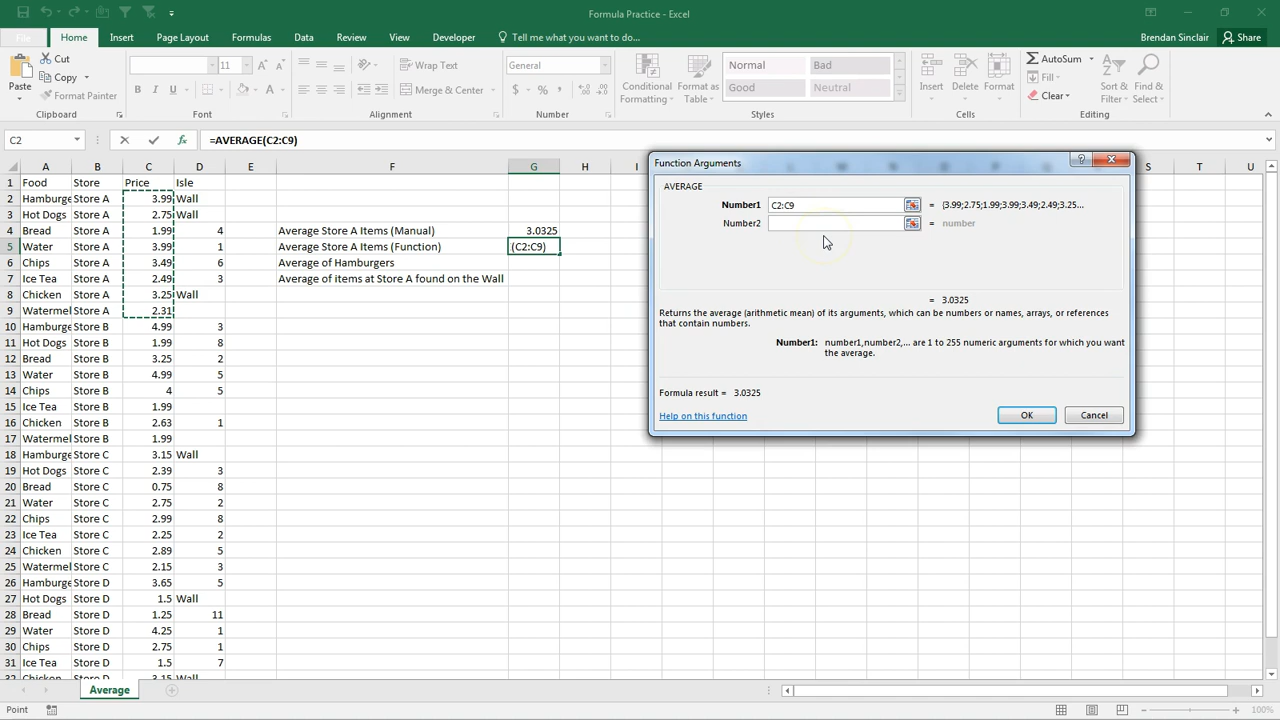 Formula Practice - Excel
File Home Insert Page Layout Formulas Data Review View Developer Tell me what you want to do... Brendan Sinclair Share
Paste Cut Copy Format Painter Clipboard
11 Font
Wrap Text Merge & Center Alignment
General $ % , Number
Conditional Formatting Format as Table Normal Bad Good Neutral Styles
Insert Delete Format Cells
AutoSum Fill Clear Sort & Filter Find & Select Editing
C2 fx =AVERAGE(C2:C9)
A B C D E F G H I S T U
1 Food Store Price Isle
2 Hamburge Store A 3.99 Wall
3 Hot Dogs Store A 2.75 Wall
4 Bread Store A 1.99 4 Average Store A Items (Manual) 3.0325
5 Water Store A 3.99 1 Average Store A Items (Function) (C2:C9)
6 Chips Store A 3.49 6 Average of Hamburgers
7 Ice Tea Store A 2.49 3 Average of items at Store A found on the Wall
8 Chicken Store A 3.25 Wall
9 Watermel Store A 2.31
10 Hamburge Store B 4.99 3
11 Hot Dogs Store B 1.99 8
12 Bread Store B 3.25 2
13 Water Store B 4.99 5
14 Chips Store B 4 5
15 Ice Tea Store B 1.99
16 Chicken Store B 2.63 1
17 Watermel Store B 1.99
18 Hamburge Store C 3.15 Wall
19 Hot Dogs Store C 2.39 3
20 Bread Store C 0.75 8
21 Water Store C 2.75 2
22 Chips Store C 2.99 8
23 Ice Tea Store C 2.25 2
24 Chicken Store C 2.89 5
25 Watermel Store C 2.15 3
26 Hamburge Store D 3.65 5
27 Hot Dogs Store D 1.5 Wall
28 Bread Store D 1.25 11
29 Water Store D 4.25 1
30 Chips Store D 2.75 1
31 Ice Tea Store D 1.5 7
32 Chicken Store D 3.15 Wall
Function Arguments
AVERAGE
Number1 C2:C9 = {3.99;2.75;1.99;3.99;3.49;2.49;3.25...
Number2 = number
= 3.0325
Returns the average (arithmetic mean) of its arguments, which can be numbers or names, arrays, or references
that contain numbers.
Number1: number1,number2,... are 1 to 255 numeric arguments for which you want
the average.
Formula result = 3.0325
Help on this function OK Cancel
Average
Point 100%